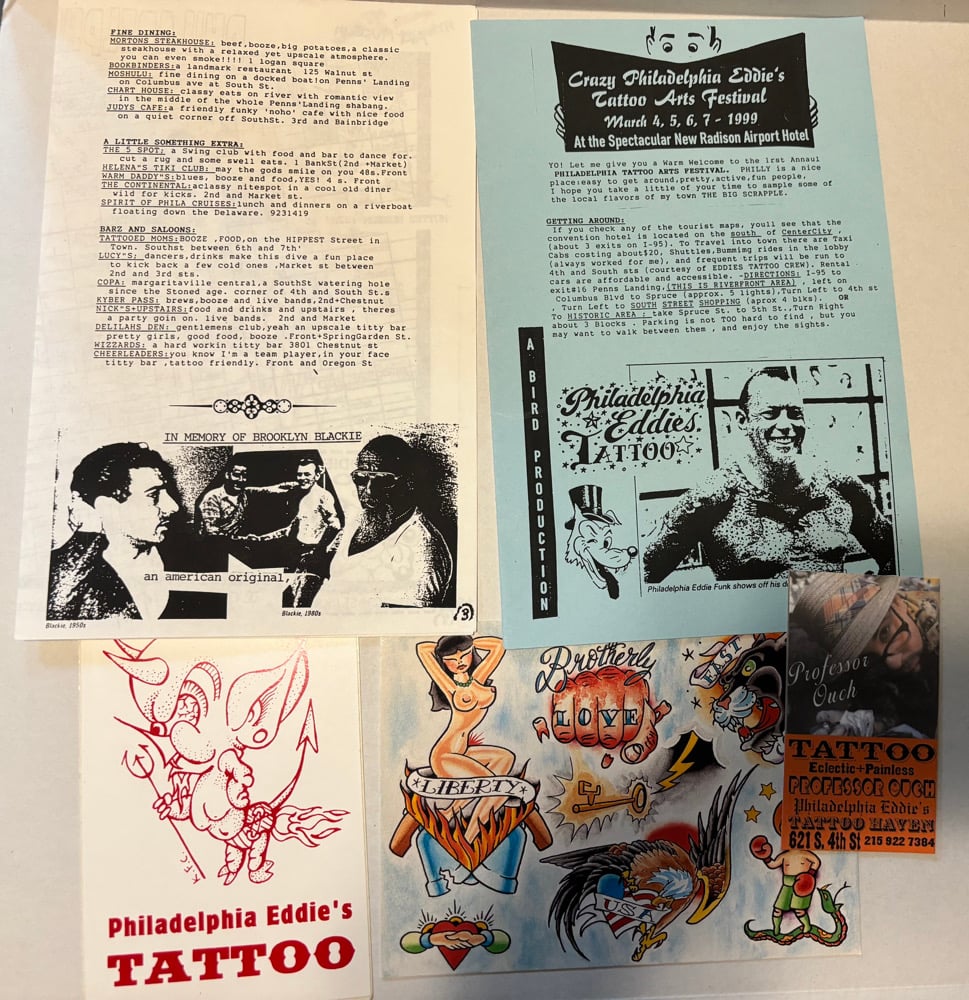 FINE DINING:
MORTONS STEAKHOUSE: beef,booze,big potatoes,a classic
steakhouse with a relaxed yet upscale atmosphere.
you can even smoke!!!! 1 logan square
BOOKBINDERS:a landmark restaurant 125 Walnut st
MOSHULU: fine dining on a docked boat!on Penns' Landing
on Columbus ave at South St.
CHART HOUSE: classy eats on river with romantic view
in the middle of the whole Penns'Landing shabang.
JUDYS CAFE:a friendly funky 'noho' cafe with nice food
on a quiet corner off SouthSt. 3rd and Bainbridge
A LITTLE SOMETHING EXTRA:
THE 5 SPOT; a Swing club with food and bar to dance for.
cut a rug and some swell eats. 1 BankSt(2nd +Market)
HELENA"S TIKI CLUB: may the gods smile on you 48s.Front
WARM DADDY"S:blues, booze and food,YES! 4 s. Front
THE CONTINENTAL:aclassy nitespot in a cool old diner
wild for kicks. 2nd and Market st.
SPIRIT OF PHILA CRUISES:lunch and dinners on a riverboat
floating down the Delaware. 9231419
BARZ AND SALOONS:
TATTOOED MOMS:BOOZE ,FOOD,on the HIPPEST Street in
Town. Southst between 6th and 7th'
LUCY"S: dancers,drinks make this dive a fun place
to kick back a few cold ones ,Market st between
2nd and 3rd sts.
COPA: margaritaville central,a SouthSt watering hole
since the Stoned age. corner of 4th and South St.s
KYBER PASS: brews,booze and live bands,2nd+Chestnut
NICK"S+UPSTAIRS:food and drinks and upstairs , theres
a party goin on. live bands. 2nd and Market
DELILAHS DEN: gentlemens club,yeah an upscale titty bar
pretty girls, good food, booze .Front+SpringGarden St.
WIZZARDS: a hard workin titty bar 3801 Chestnut st
CHEERLEADERS:you know I'm a team player,in your face
titty bar ,tattoo friendly. Front and Oregon St
IN MEMORY OF BROOKLYN BLACKIE
an american original,
Blackie, 1950s
Blackie, 1980s
3
Crazy Philadelphia Eddie's
Tattoo Arts Festival
March 4, 5, 6, 7 - 1999
At the Spectacular New Radison Airport Hotel
YO! Let me give you a Warm Welcome to the 1rst Annaul
PHILADELPHIA TATTOO ARTS FESTIVAL. PHILLY is a nice
place:easy to get around,pretty,active,fun people,
I hope you take a little of your time to sample some of
the local flavors of my town THE BIG SCRAPPLE.
GETTING AROUND:
If you check any of the tourist maps, youll see that the
convention hotel is located on the south of CenterCity ,
(about 3 exits on I-95). To Travel into town there are Taxi
Cabs costing about$20, Shuttles,Bummimg rides in the lobby
(always worked for me), and frequent trips will be run to
4th and South sts (courtesy of EDDIES TATTOO CREW). Rental
cars are affordable and accessible. -DIRECTIONS: I-95 to
exit#16 Penns Landing,(THIS IS RIVERFRONT AREA) , left on
Columbus Blvd to Spruce (approx. 5 lights),Turn Left to 4th st
, Turn Left to SOUTH STREET SHOPPING (aprox 4 blks). OR
To HISTORIC AREA : take Spruce St. to 5th St.,Turn Right
about 3 Blocks . Parking is not TOO hard to find , but you
may want to walk between them , and enjoy the sights.
A BIRD PRODUCTION
Philadelphia
Eddies
TATTOO
Philadelphia Eddie Funk shows off his
Philadelphia Eddie's
TATTOO
Brotherly
LOVE
EAST
LIBERTY
USA
Professor
Ouch
TATTOO
Eclectic+Painless
PROFESSOR OUCH
Philadelphia Eddie's
TATTOO HAVEN
621 S. 4th St 215 922 7384